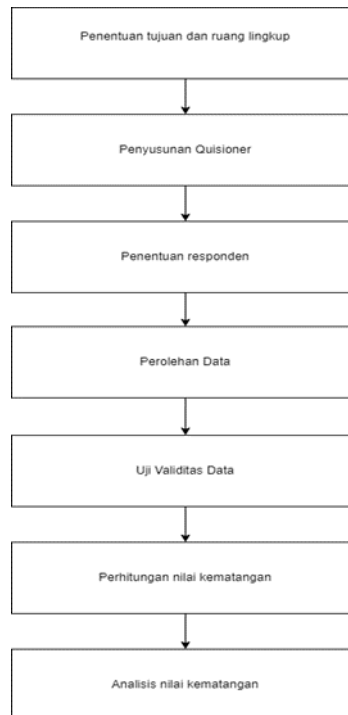 Penentuan tujuan dan ruang lingkup
Penyusunan Quisioner
Penentuan responden
Perolehan Data
Uji Validitas Data
Perhitungan nilai kematangan
Analisis nilai kematangan